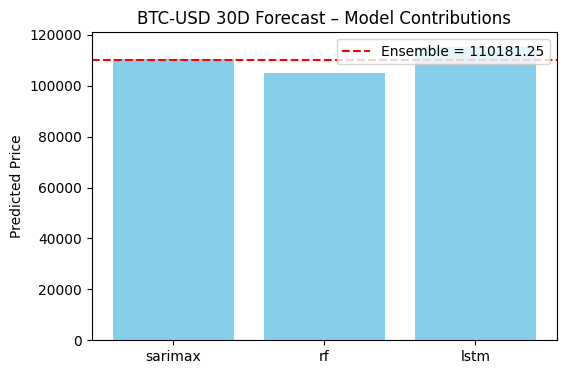 BTC-USD 30D Forecast – Model Contributions
Ensemble = 110181.25
Predicted Price
120000
100000
80000
60000
40000
20000
0
sarimax
rf
lstm